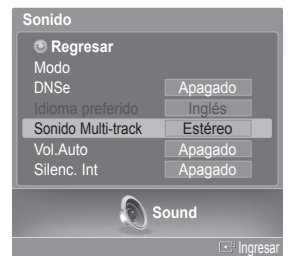 Sonido
Regresar
Modo
DNSe Apagado
Idioma preferido Inglés
Sonido Multi-track Estéreo
Vol.Auto Apagado
Silenc. Int Apagado
Sound
Ingresar